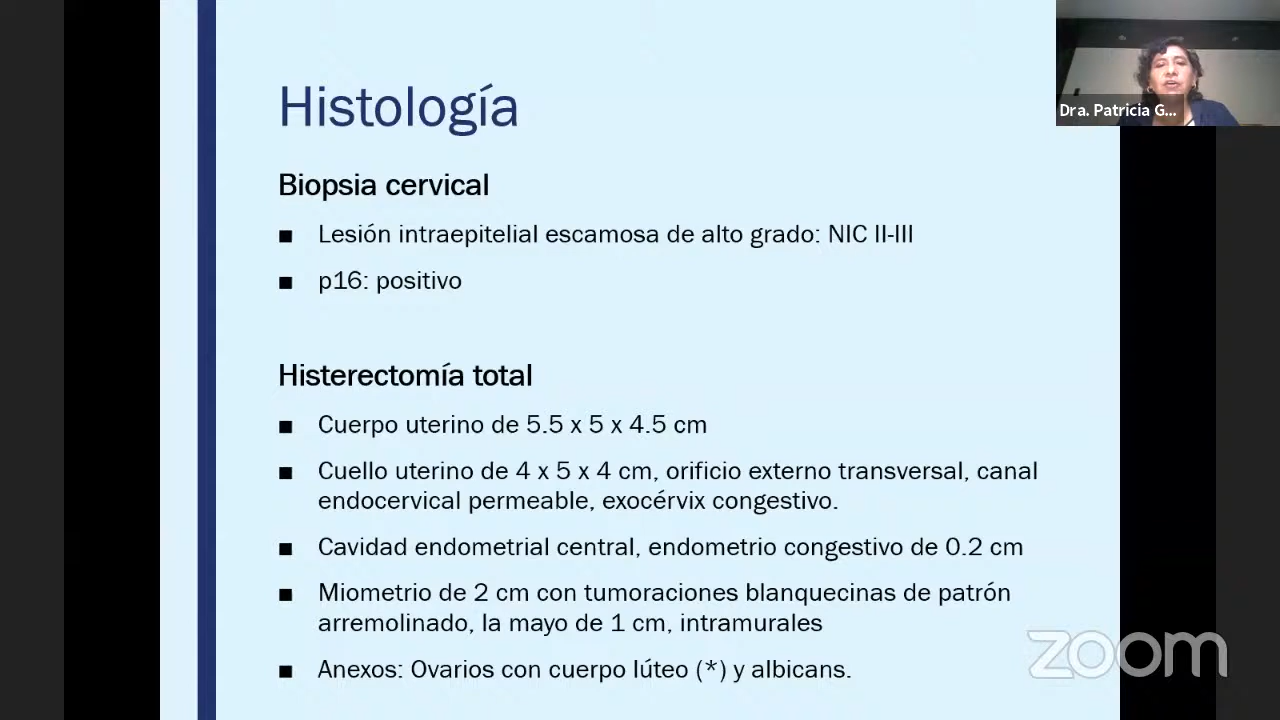 Histología
Dra. Patricia G...
Biopsia cervical
■ Lesión intraepitelial escamosa de alto grado: NIC II-III
■ p16: positivo
Histerectomía total
■ Cuerpo uterino de 5.5 x 5 x 4.5 cm
■ Cuello uterino de 4 x 5 x 4 cm, orificio externo transversal, canal
endocervical permeable, exocérvix congestivo.
■ Cavidad endometrial central, endometrio congestivo de 0.2 cm
■ Miometrio de 2 cm con tumoraciones blanquecinas de patrón
arremolinado, la mayo de 1 cm, intramurales
■ Anexos: Ovarios con cuerpo lúteo (*) y albicans.
zoom